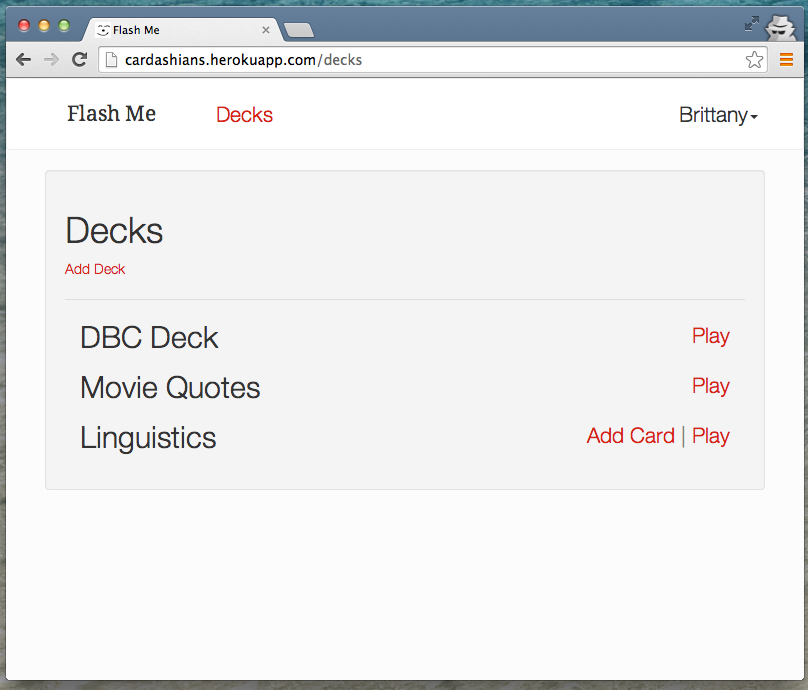 Flash Me
cardashians.herokuapp.com/decks
Flash Me Decks Brittany
Decks
Add Deck
DBC Deck Play
Movie Quotes Play
Linguistics Add Card | Play